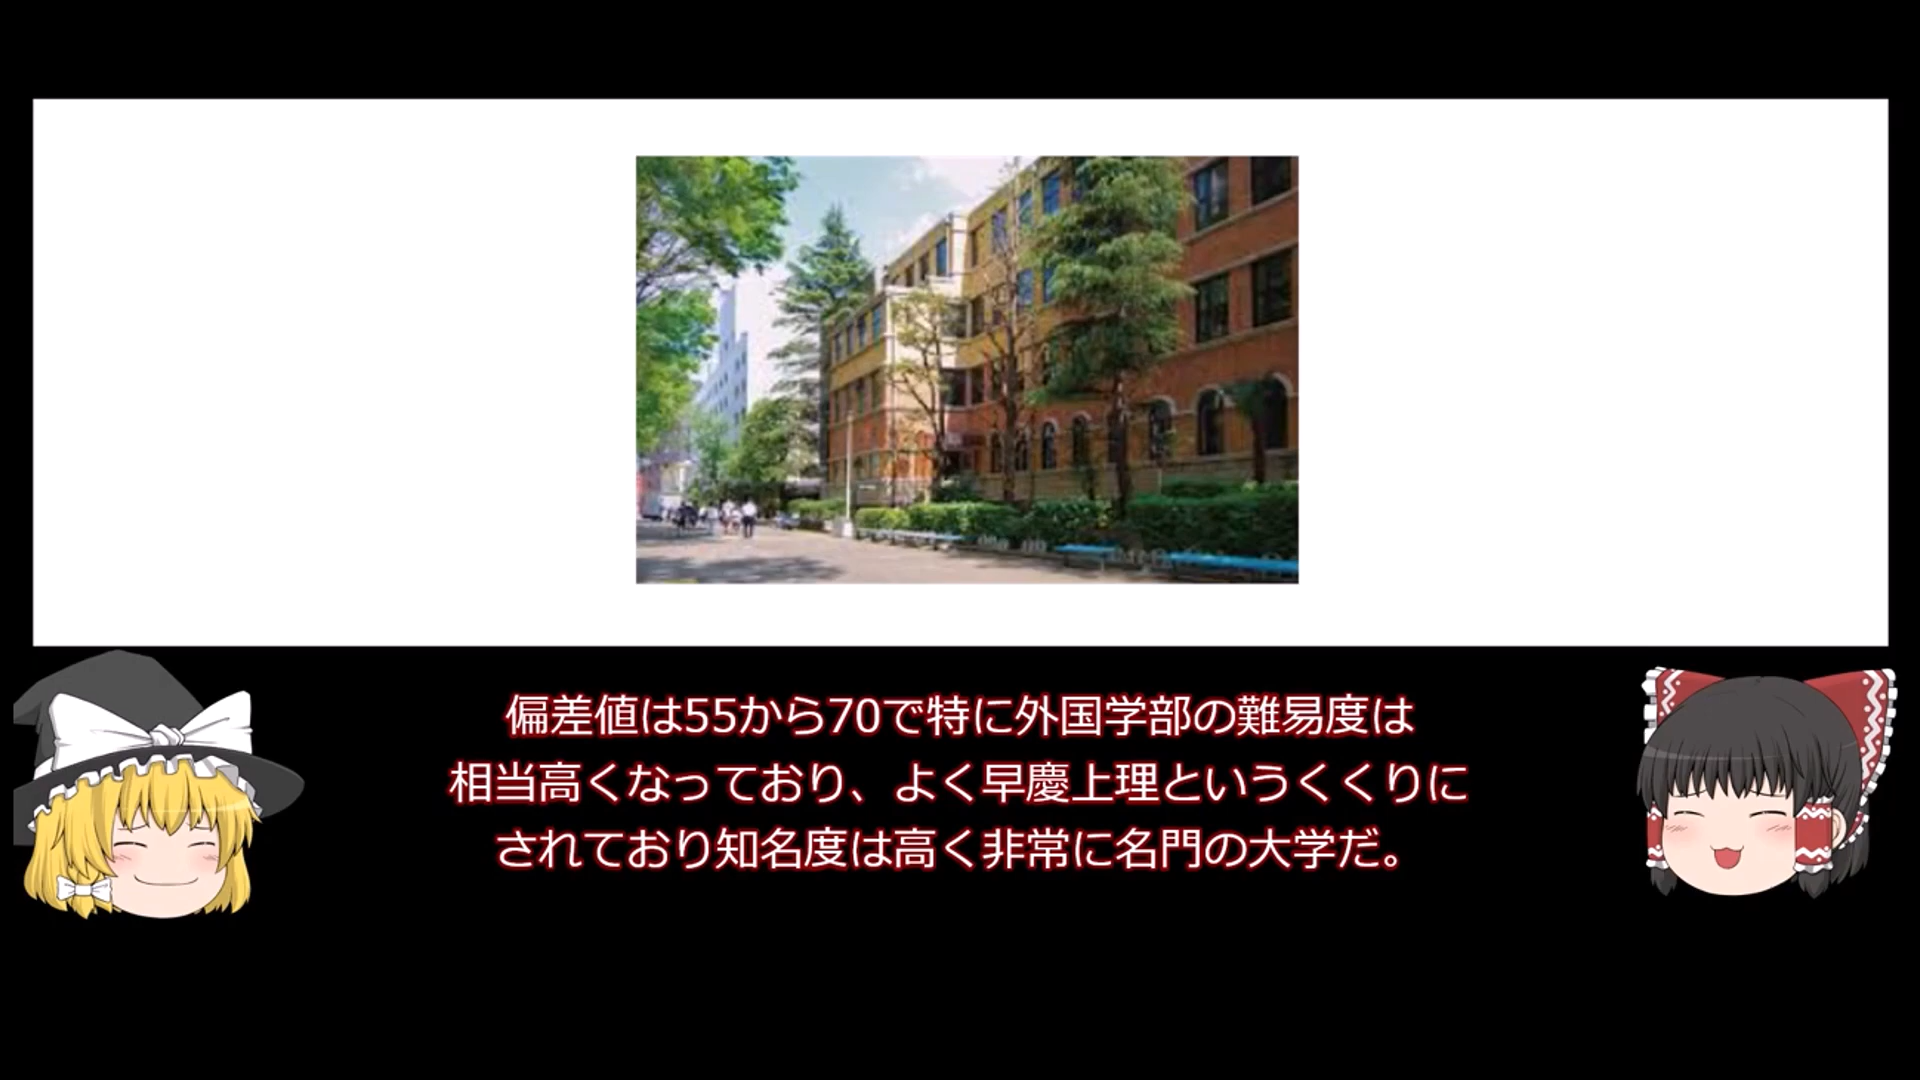 偏差値は55から70で特に外国学部の難易度は
相当高くなっており、よく早慶上理というくくりに
されており知名度は高く非常に名門の大学だ。